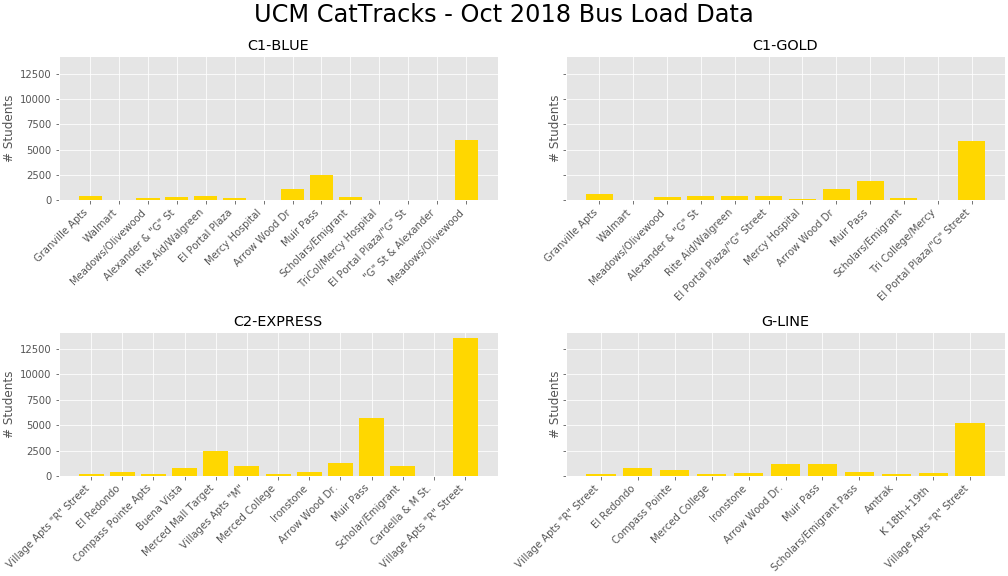 UCM CatTracks - Oct 2018 Bus Load Data
C1-BLUE
# Students
12500
10000
7500
5000
2500
0
Granville Apts
Walmart
Meadows/Olivewood
Alexander & "G" St
Rite Aid/Walgreen
El Portal Plaza
Mercy Hospital
Arrow Wood Dr
Muir Pass
Scholars/Emigrant
TriCol/Mercy Hospital
El Portal Plaza/"G" St
"G" St & Alexander
Meadows/Olivewood
C1-GOLD
# Students
Granville Apts
Walmart
Meadows/Olivewood
Alexander & "G" St
Rite Aid/Walgreen
El Portal Plaza/"G" Street
Mercy Hospital
Arrow Wood Dr
Muir Pass
Scholars/Emigrant
Tri College/Mercy
El Portal Plaza/"G" Street
C2-EXPRESS
# Students
12500
10000
7500
5000
2500
0
Village Apts "R" Street
El Redondo
Compass Pointe Apts
Buena Vista
Merced Mall Target
Villages Apts "M"
Merced College
Ironstone
Arrow Wood Dr.
Muir Pass
Scholar/Emigrant
Cardella & M St.
Village Apts "R" Street
G-LINE
# Students
Village Apts "R" Street
El Redondo
Compass Pointe
Merced College
Ironstone
Arrow Wood Dr.
Muir Pass
Scholars/Emigrant Pass
Amtrak
K 18th+19th
Village Apts "R" Street